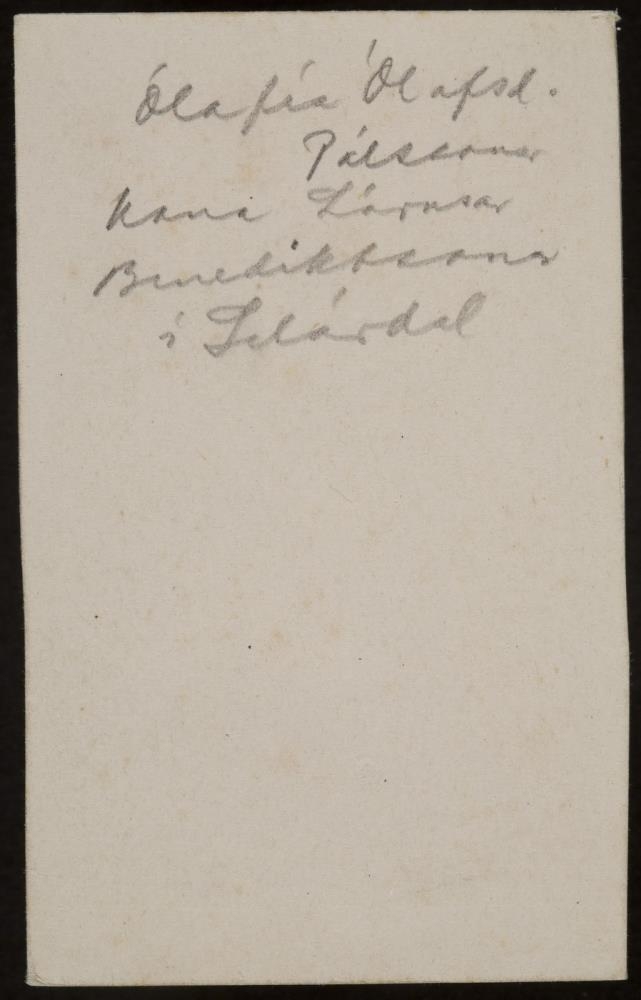 Ólafía Ólafsd.
Pálssonar
kona Lárusar
Benediktssonar
í Selárdal